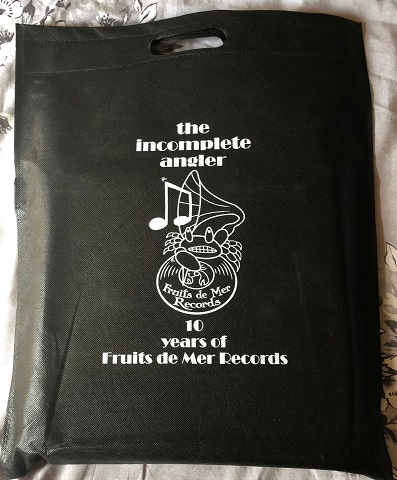 the
incomplete
angler
Fruits de Mer
Records
10
years of
Fruits de Mer Records